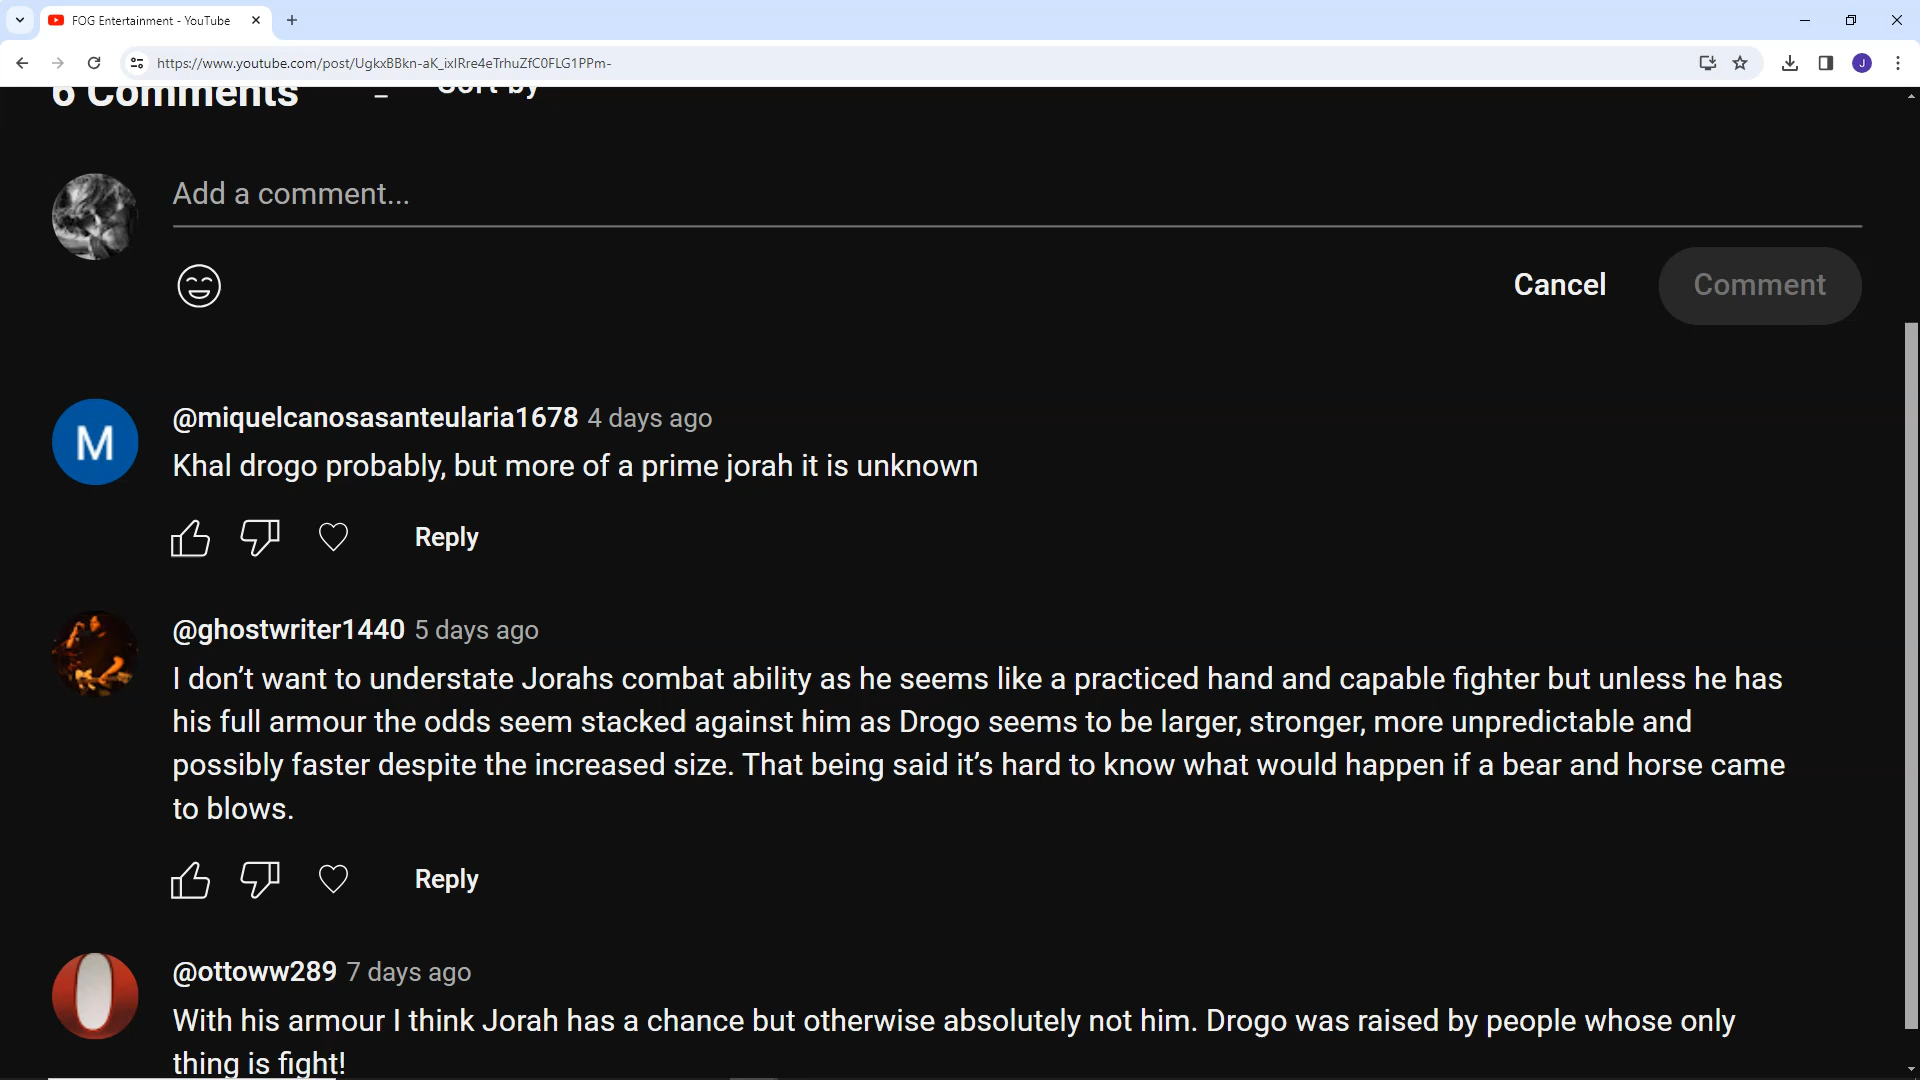 FOG Entertainment - YouTube
https://www.youtube.com/post/UgkxBBkn-aK_ixIRre4eTrhuZfC0FLG1PPm-
J
6 Comments
Sort by
Add a comment...
Cancel
Comment
M
@miquelcanosasanteularia1678 4 days ago
Khal drogo probably, but more of a prime jorah it is unknown
Reply
@ghostwriter1440 5 days ago
I don’t want to understate Jorahs combat ability as he seems like a practiced hand and capable fighter but unless he has
his full armour the odds seem stacked against him as Drogo seems to be larger, stronger, more unpredictable and
possibly faster despite the increased size. That being said it’s hard to know what would happen if a bear and horse came
to blows.
Reply
@ottoww289 7 days ago
With his armour I think Jorah has a chance but otherwise absolutely not him. Drogo was raised by people whose only
thing is fight!